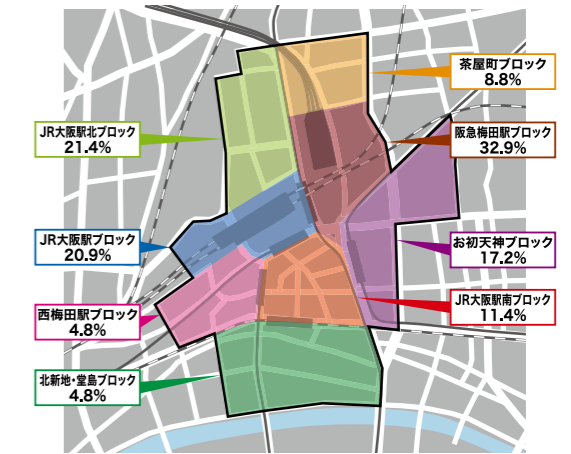 茶屋町ブロック
8.8%
JR大阪駅北ブロック
21.4%
阪急梅田駅ブロック
32.9%
JR大阪駅ブロック
20.9%
お初天神ブロック
17.2%
西梅田駅ブロック
4.8%
JR大阪駅南ブロック
11.4%
北新地・堂島ブロック
4.8%